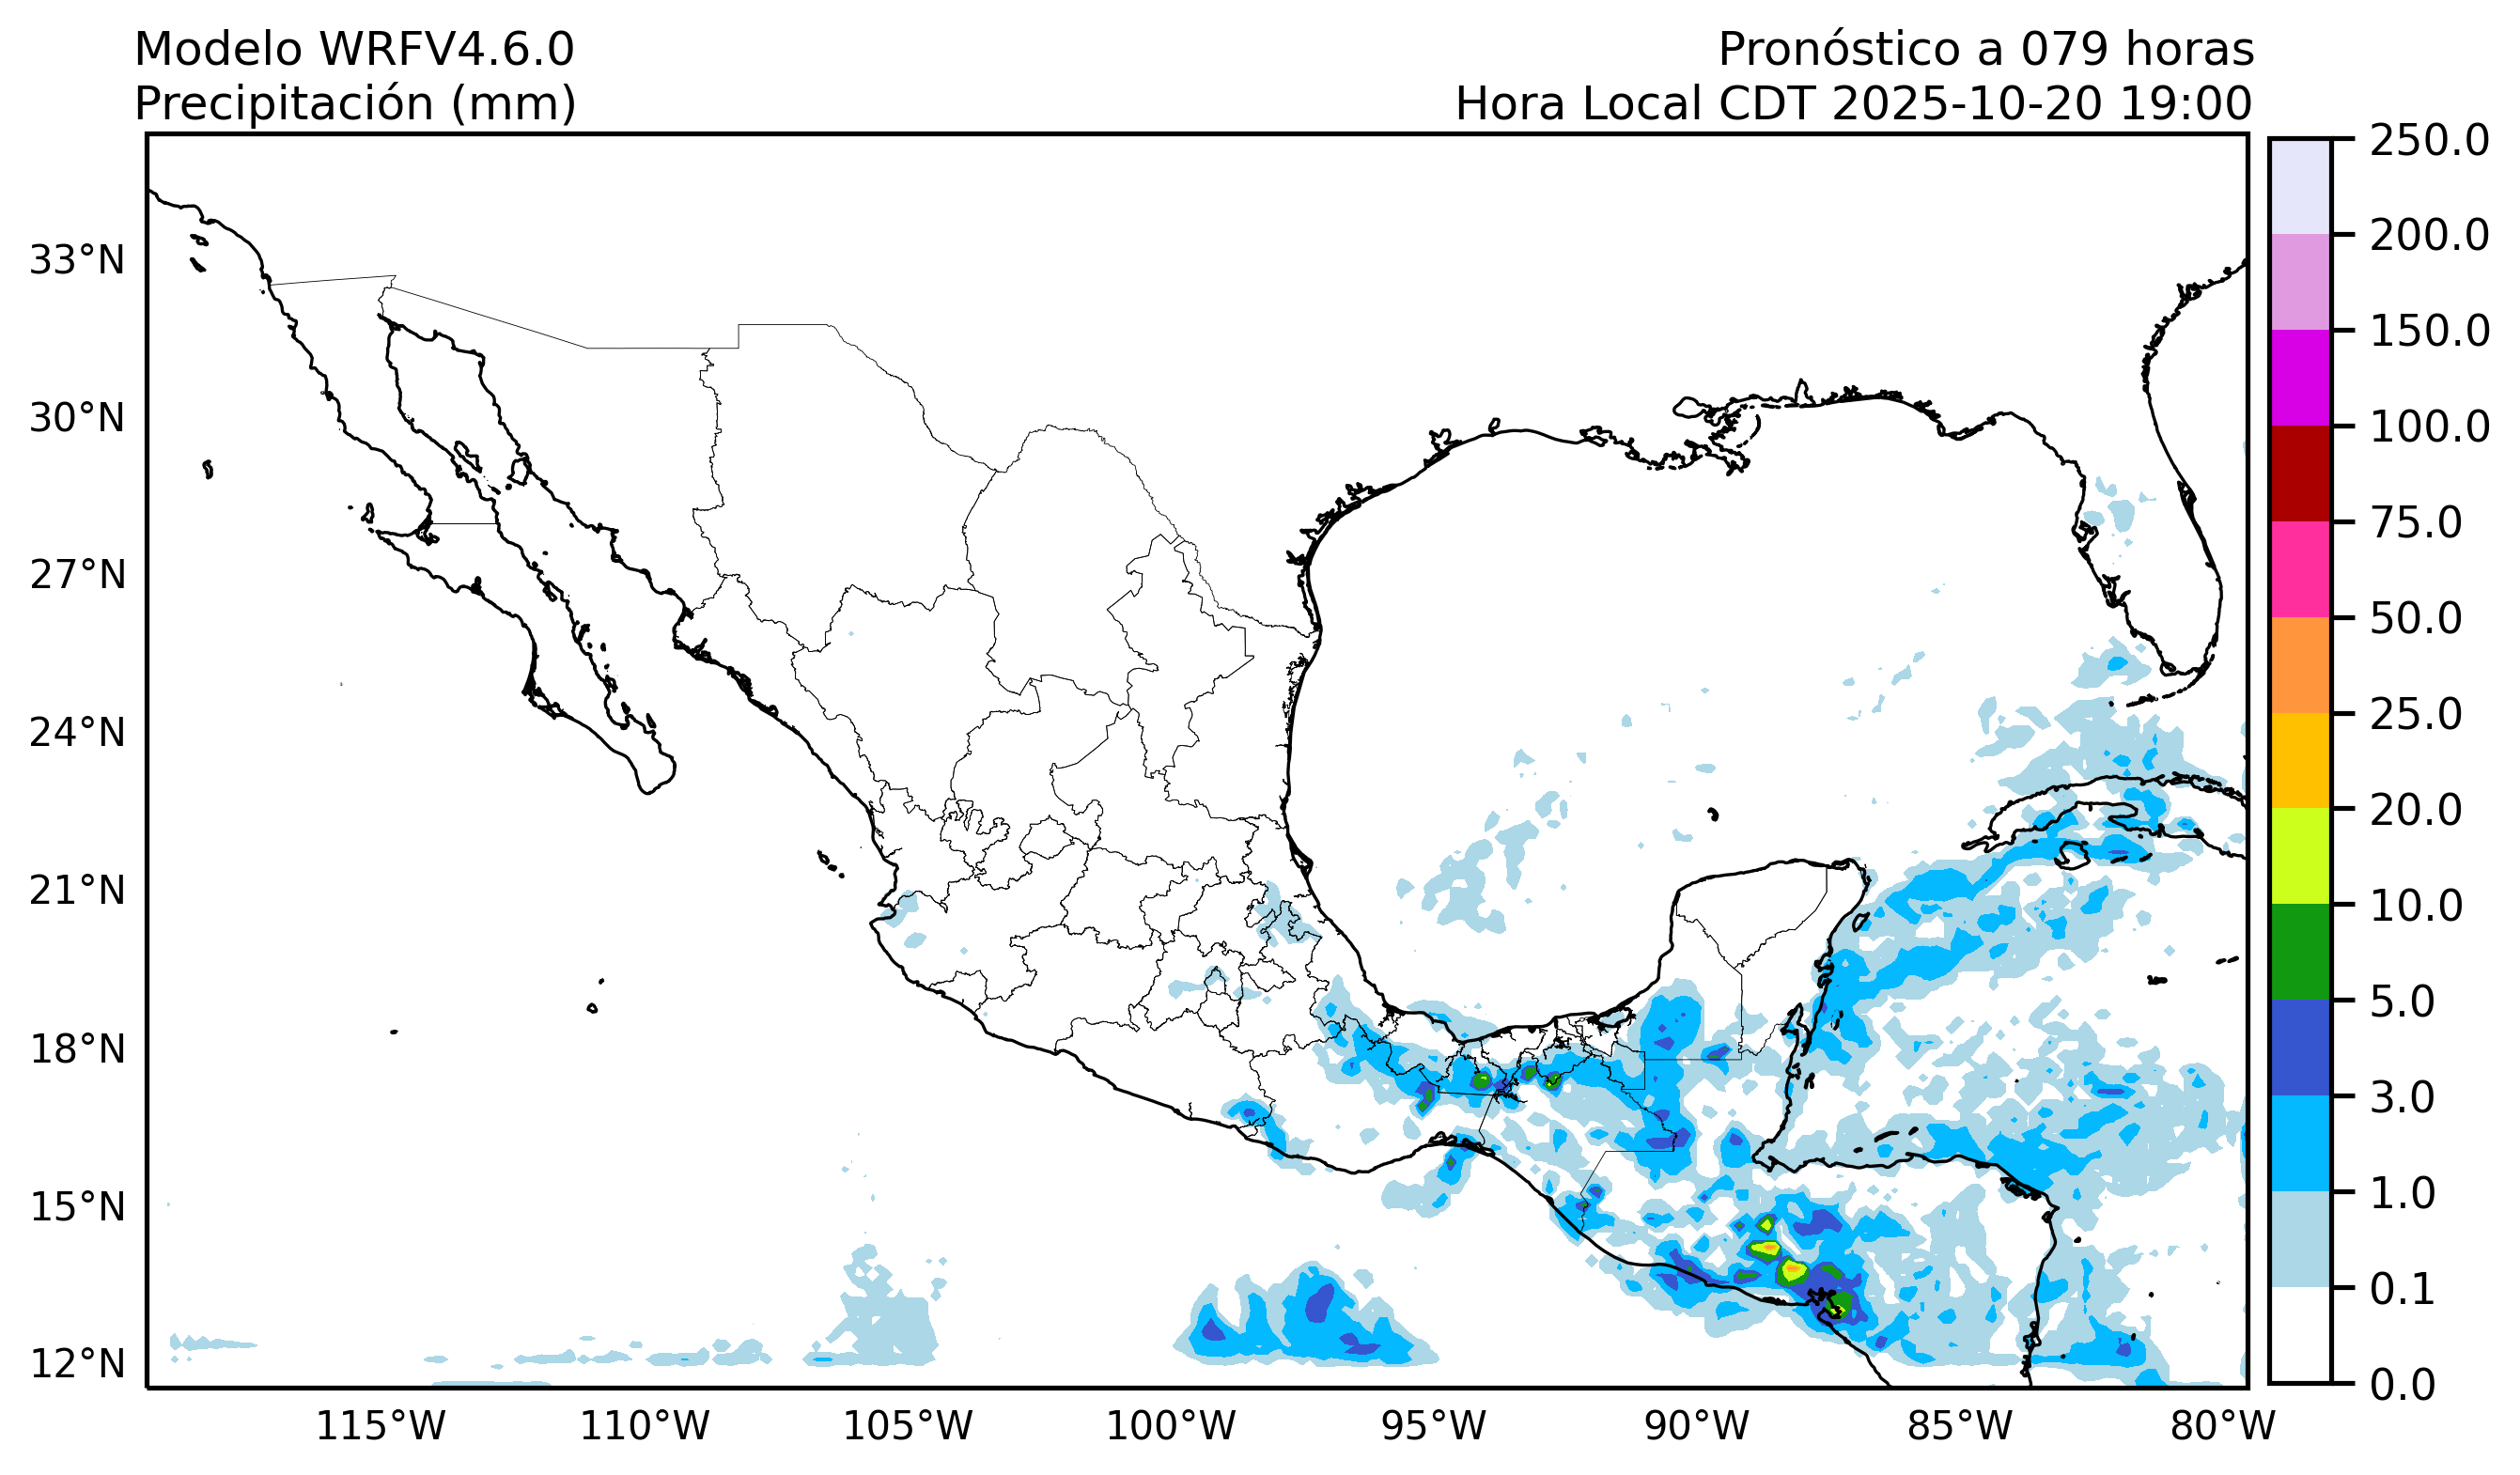 Modelo WRFV4.6.0
Precipitación (mm)
Pronóstico a 079 horas
Hora Local CDT 2025-10-20 19:00
33°N
30°N
27°N
24°N
21°N
18°N
15°N
12°N
115°W
110°W
105°W
100°W
95°W
90°W
85°W
80°W
250.0
200.0
150.0
100.0
75.0
50.0
25.0
20.0
10.0
5.0
3.0
1.0
0.1
0.0